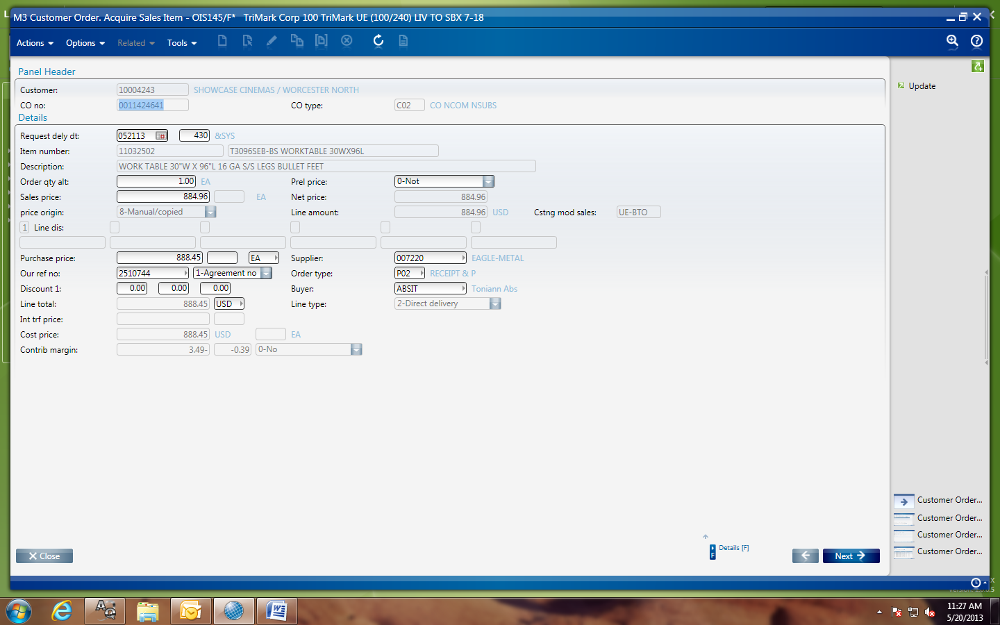 M3 Customer Order. Acquire Sales Item - OIS145/F*   TriMark Corp 100 TriMark UE (100/240) LIV TO SBX 7-18
Actions Options Related Tools
Panel Header
Customer: 10004243 SHOWCASE CINEMAS / WORCESTER NORTH
CO no: 0011424641 CO type: C02 CO NCOM NSUBS
Details
Request dely dt: 052113 430 &SYS
Item number: 11032502 T3096SEB-BS WORKTABLE 30WX96L
Description: WORK TABLE 30"W X 96"L 16 GA S/S LEGS BULLET FEET
Order qty alt: 1.00 EA Prel price: 0-Not
Sales price: 884.96 EA Net price: 884.96
price origin: 8-Manual/copied Line amount: 884.96 USD Cstng mod sales: UE-BTO
1 Line dis:
Purchase price: 888.45 EA Supplier: 007220 EAGLE-METAL
Our ref no: 2510744 1-Agreement no Order type: P02 RECEIPT & P
Discount 1: 0.00 0.00 0.00 Buyer: ABSIT Toniann Abs
Line total: 888.45 USD Line type: 2-Direct delivery
Int trf price:
Cost price: 888.45 USD EA
Contrib margin: 3.49- -0.39 0-No
Update
Customer Order...
Customer Order...
Customer Order...
Customer Order...
Details [F]
F
Close
Next
11:27 AM
5/20/2013